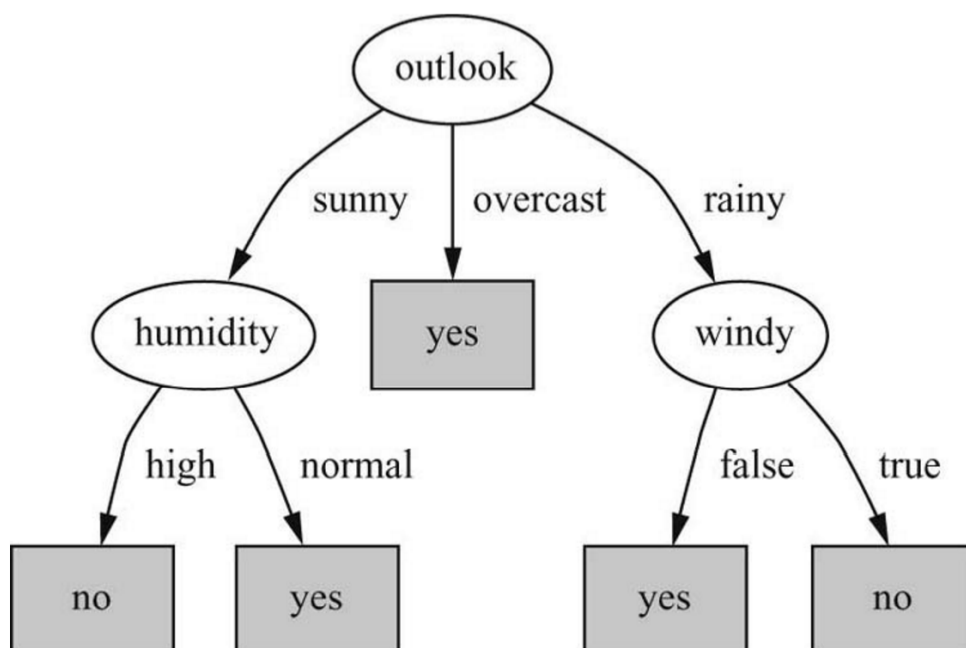 outlook
sunny overcast rainy
humidity yes windy
high normal false true
no yes yes no